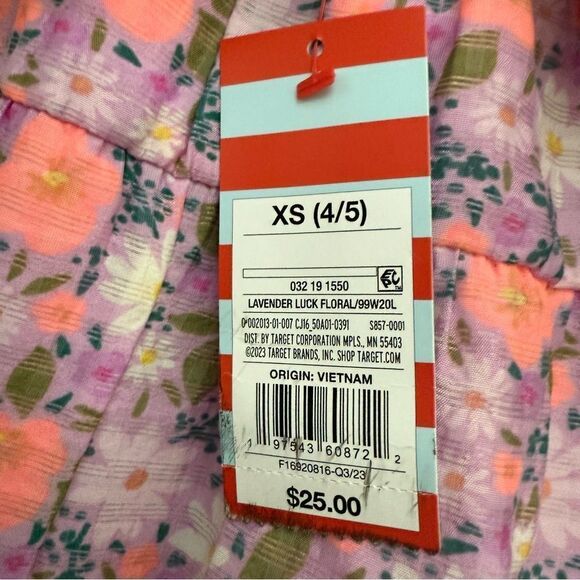 XS (4/5)
032 19 1550
LAVENDER LUCK FLORAL/99W20L
002013-01-007 CJ16_50A01-0391 S857-0001
DIST. BY TARGET CORPORATION MPLS., MN 55403
©2023 TARGET BRANDS, INC. SHOP TARGET.COM
ORIGIN: VIETNAM
1 97543 60872 2
F16920816-Q3/23
$25.00